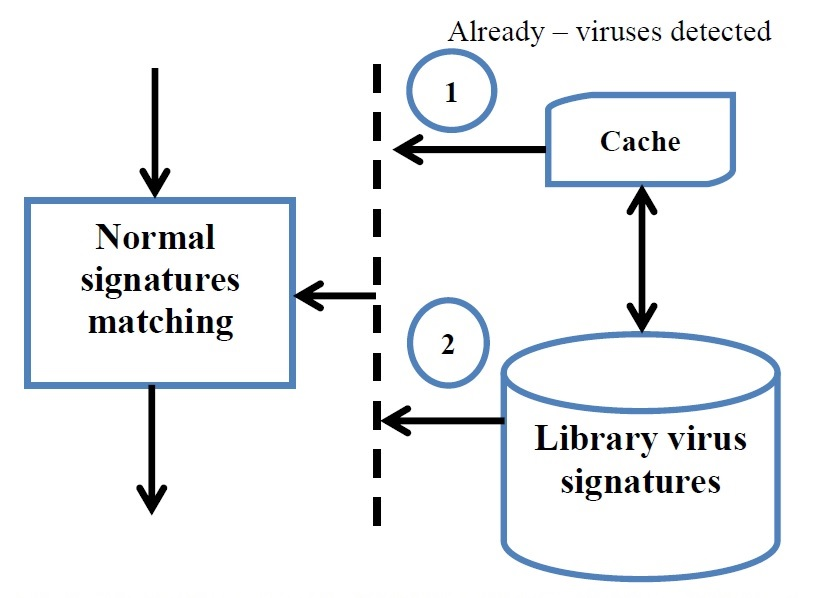 Already – viruses detected
1
Cache
Normal
signatures
matching
2
Library virus
signatures